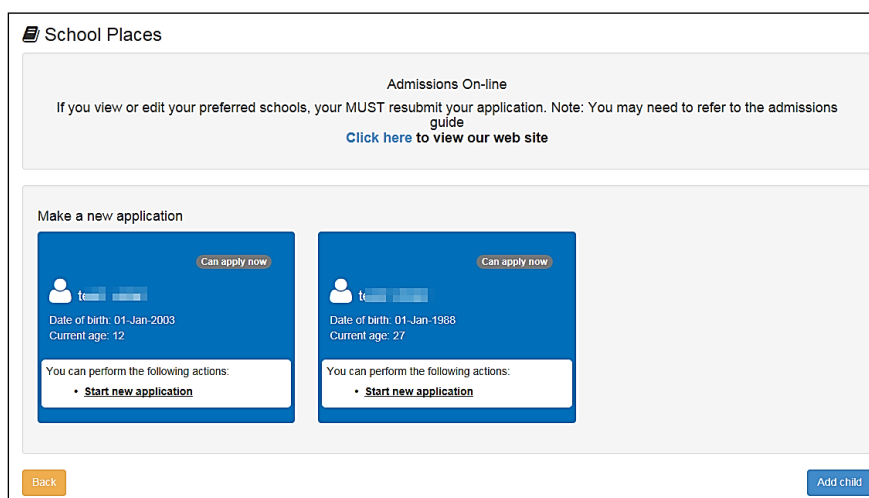 School Places
Admissions On-line
If you view or edit your preferred schools, your MUST resubmit your application. Note: You may need to refer to the admissions
guide
Click here to view our web site
Make a new application
Can apply now
Date of birth: 01-Jan-2003
Current age: 12
You can perform the following actions:
• Start new application
Can apply now
Date of birth: 01-Jan-1988
Current age: 27
You can perform the following actions:
• Start new application
Back
Add child